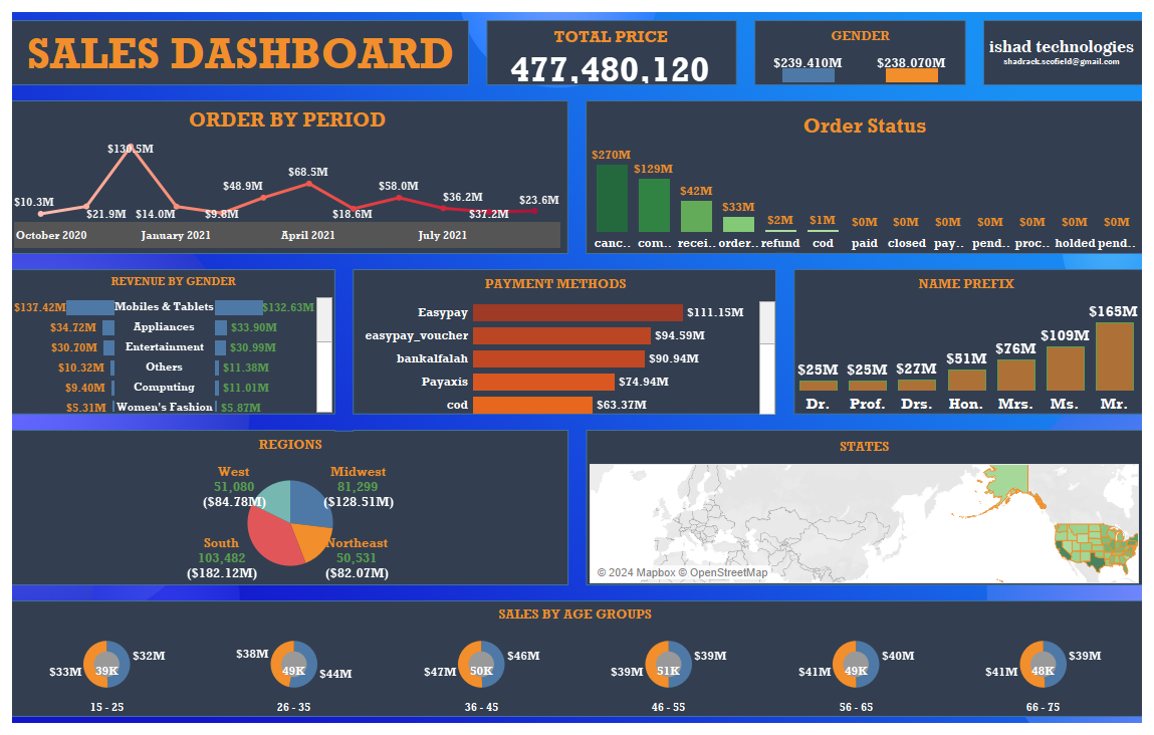 SALES DASHBOARD
TOTAL PRICE
477,480,120
GENDER
$239.410M $238.070M
ishad technologies
shadrack.scofield@gmail.com
ORDER BY PERIOD
$10.3M $21.9M $130.5M $14.0M $9.8M $48.9M $68.5M $18.6M $58.0M $36.2M $37.2M $23.6M
October 2020 January 2021 April 2021 July 2021
Order Status
$270M $129M $42M $33M $2M $1M $0M $0M $0M $0M $0M $0M $0M
canc.. com.. recei.. order.. refund cod paid closed pay.. pend.. proc.. holded pend..
REVENUE BY GENDER
$137.42M Mobiles & Tablets $132.63M
$34.72M Appliances $33.90M
$30.70M Entertainment $30.99M
$10.32M Others $11.38M
$9.40M Computing $11.01M
$5.31M Women's Fashion $5.87M
PAYMENT METHODS
Easypay $111.15M
easypay_voucher $94.59M
bankalfalah $90.94M
Payaxis $74.94M
cod $63.37M
NAME PREFIX
$25M $25M $27M $51M $76M $109M $165M
Dr. Prof. Drs. Hon. Mrs. Ms. Mr.
REGIONS
West
51,080
($84.78M)
Midwest
81,299
($128.51M)
South
103,482
($182.12M)
Northeast
50,531
($82.07M)
STATES
© 2024 Mapbox © OpenStreetMap
SALES BY AGE GROUPS
$33M 39K $32M
$38M 49K $44M
$47M 50K $46M
$39M 51K $39M
$41M 49K $40M
$41M 48K $39M
15 - 25 26 - 35 36 - 45 46 - 55 56 - 65 66 - 75